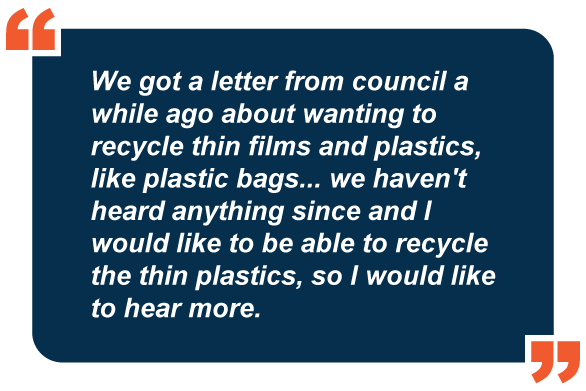 We got a letter from council a
while ago about wanting to
recycle thin films and plastics,
like plastic bags... we haven't
heard anything since and I
would like to be able to recycle
the thin plastics, so I would like
to hear more.